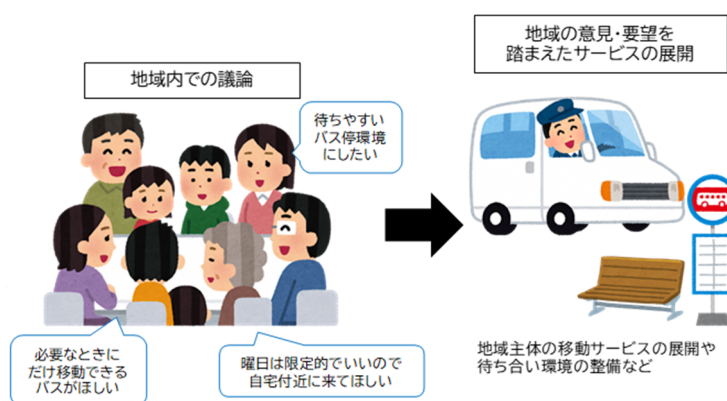 地域内での議論
待ちやすい
バス停環境
にしたい
必要なときに
だけ移動できる
バスがほしい
曜日は限定的でいいので
自宅付近に来てほしい
地域の意見・要望を
踏まえたサービスの展開
地域主体の移動サービスの展開や
待ち合い環境の整備など